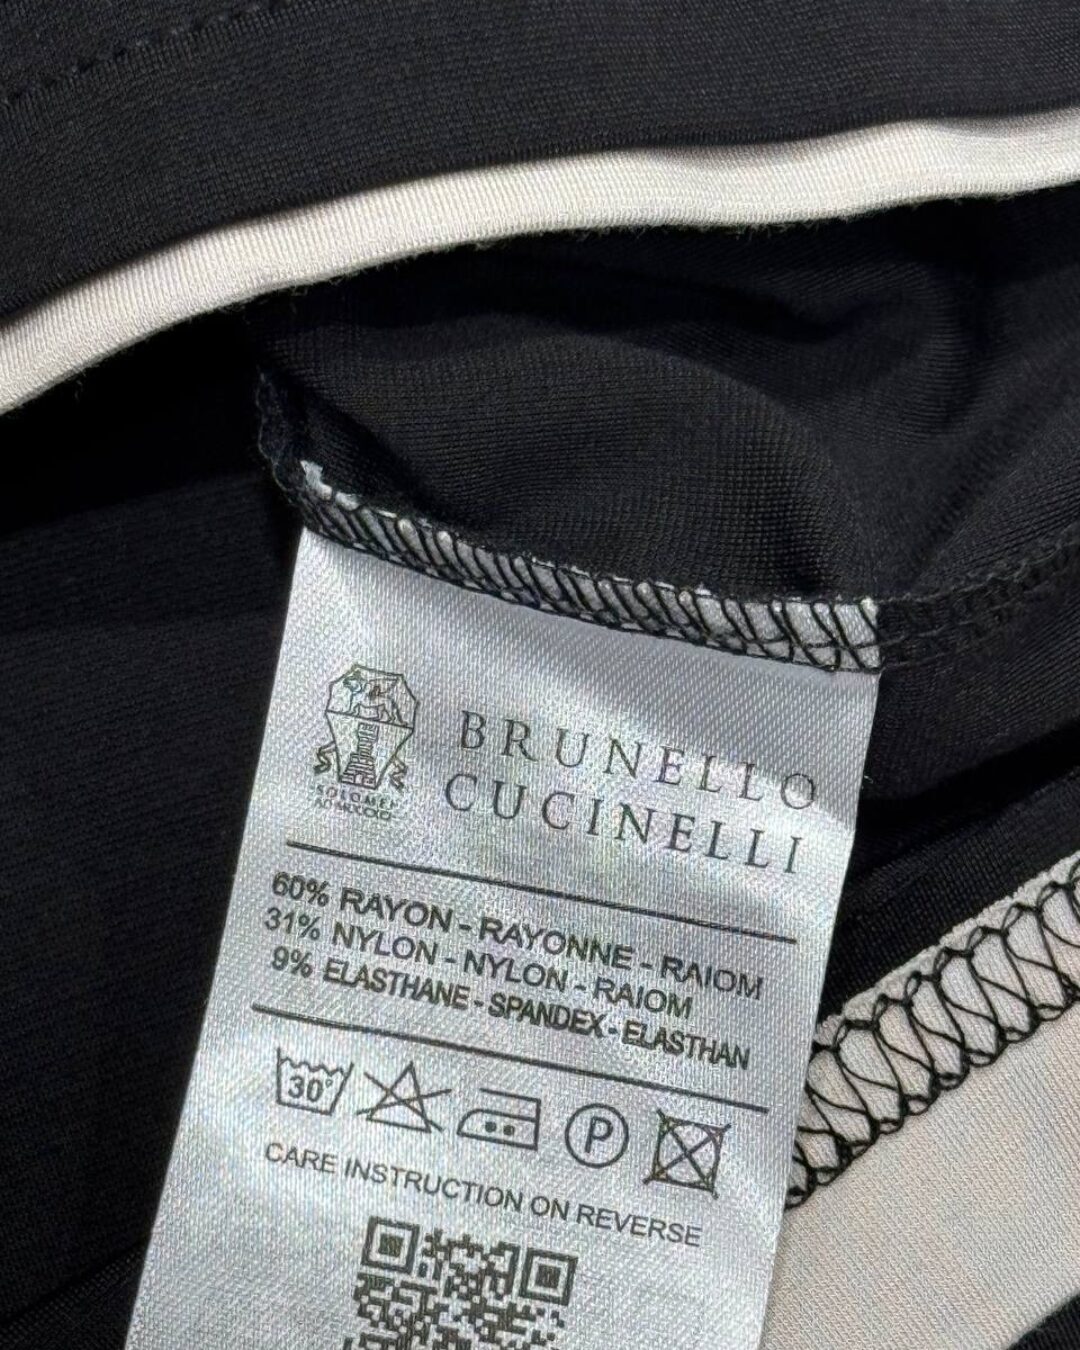 BRUNELLO
CUCINELLI
SOLOMEI
60% RAYON - RAYONNE - RAIOM
31% NYLON - NYLON - RAIOM
9% ELASTHANE - SPANDEX - ELASTHAN
30°
P
CARE INSTRUCTION ON REVERSE